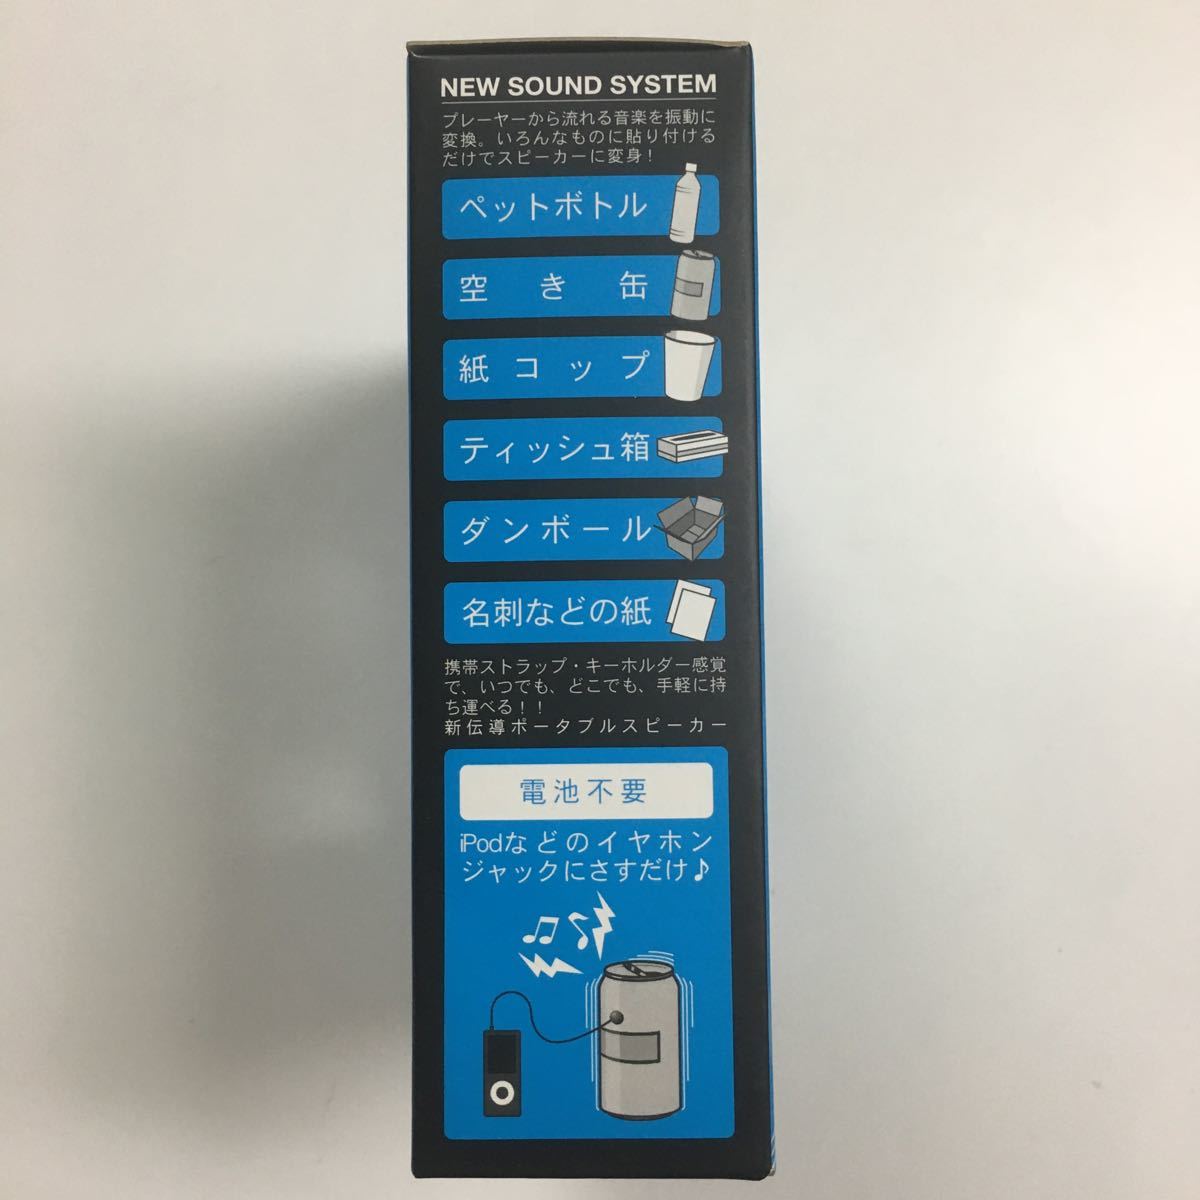 NEW SOUND SYSTEM
プレーヤーから流れる音楽を振動に
変換。いろんなものに貼り付ける
だけでスピーカーに変身！
ペットボトル
空き缶
紙コップ
ティッシュ箱
ダンボール
名刺などの紙
携帯ストラップ・キーホルダー感覚
で、いつでも、どこでも、手軽に持
ち運べる！！
新伝導ポータブルスピーカー
電池不要
iPodなどのイヤホン
ジャックにさすだけ♪